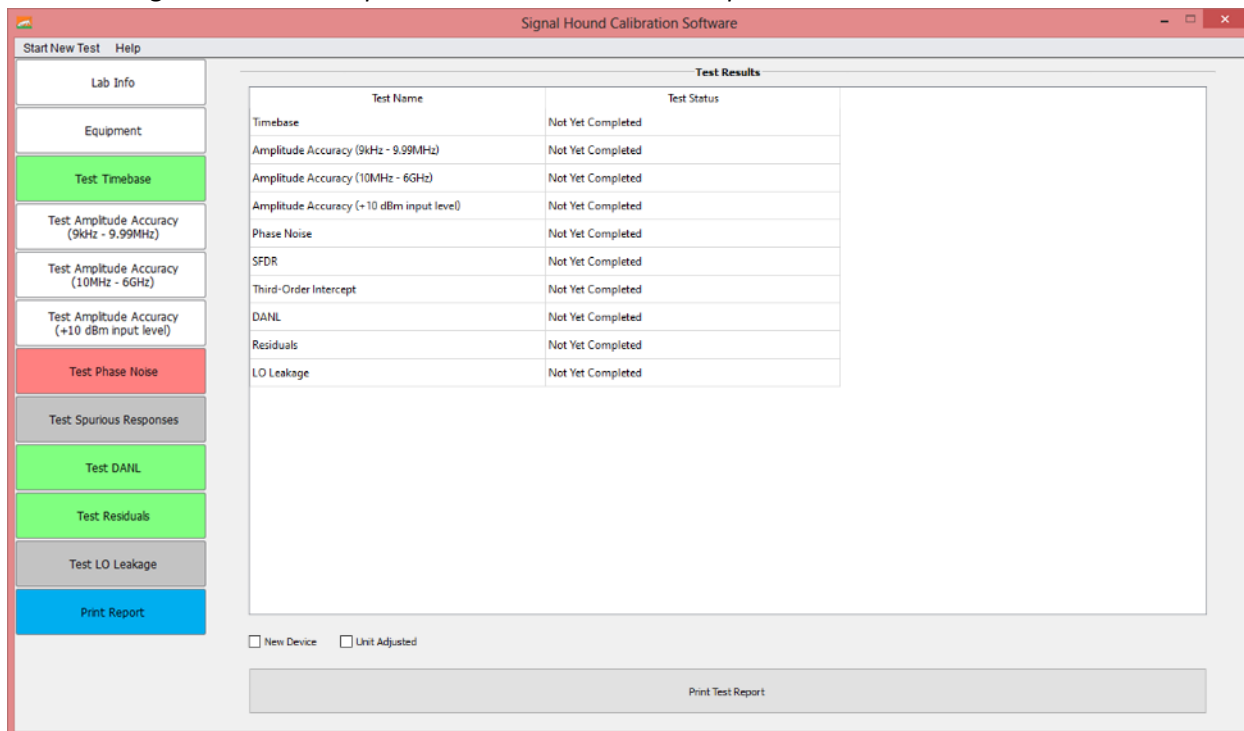 Signal Hound Calibration Software
Start New Test Help
Lab Info
Equipment
Test Timebase
Test Amplitude Accuracy
(9kHz - 9.99MHz)
Test Amplitude Accuracy
(10MHz - 6GHz)
Test Amplitude Accuracy
(+10 dBm input level)
Test Phase Noise
Test Spurious Responses
Test DANL
Test Residuals
Test LO Leakage
Print Report
Test Results
Test Name Test Status
Timebase Not Yet Completed
Amplitude Accuracy (9kHz - 9.99MHz) Not Yet Completed
Amplitude Accuracy (10MHz - 6GHz) Not Yet Completed
Amplitude Accuracy (+10 dBm input level) Not Yet Completed
Phase Noise Not Yet Completed
SFDR Not Yet Completed
Third-Order Intercept Not Yet Completed
DANL Not Yet Completed
Residuals Not Yet Completed
LO Leakage Not Yet Completed
New Device Unit Adjusted
Print Test Report